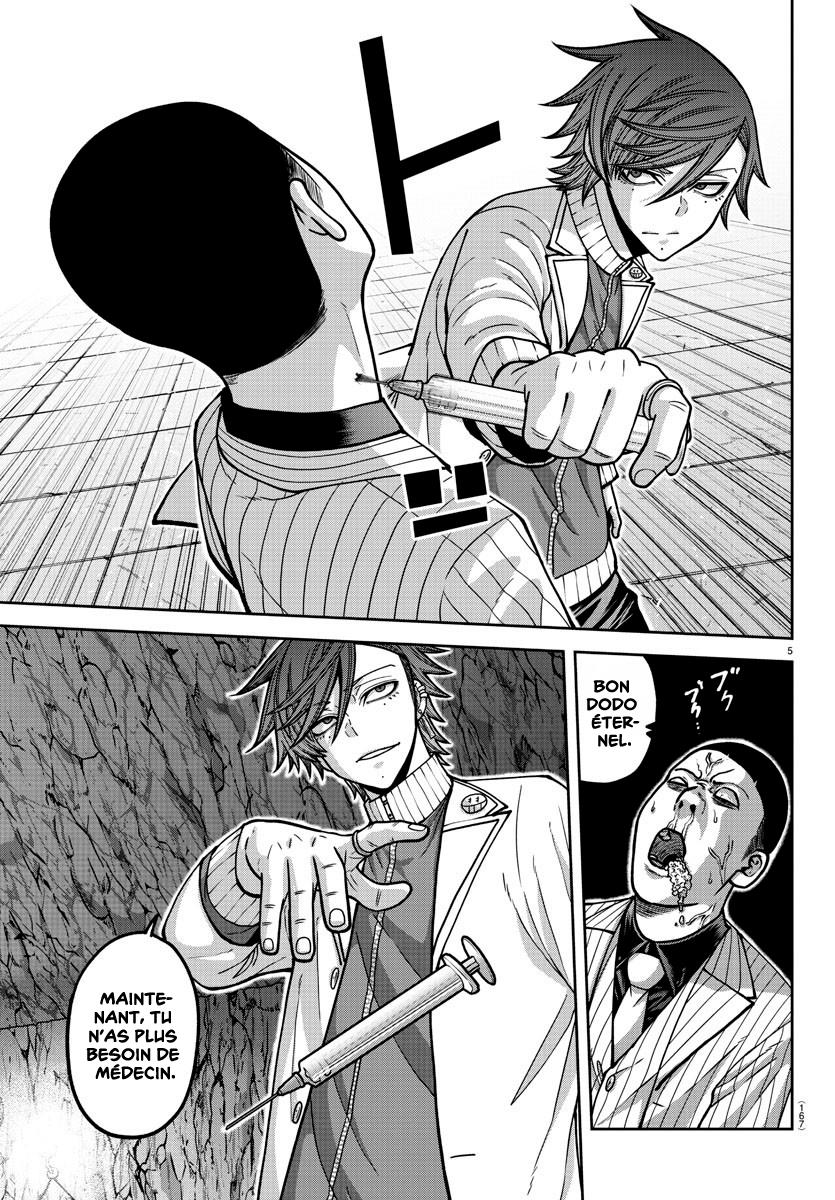 ト
5
BON
DODO
ÉTER-
NEL.
ブク
ブク
MAINTE-
NANT, TU
N'AS PLUS
BESOIN DE
MÉDECIN.
(167)